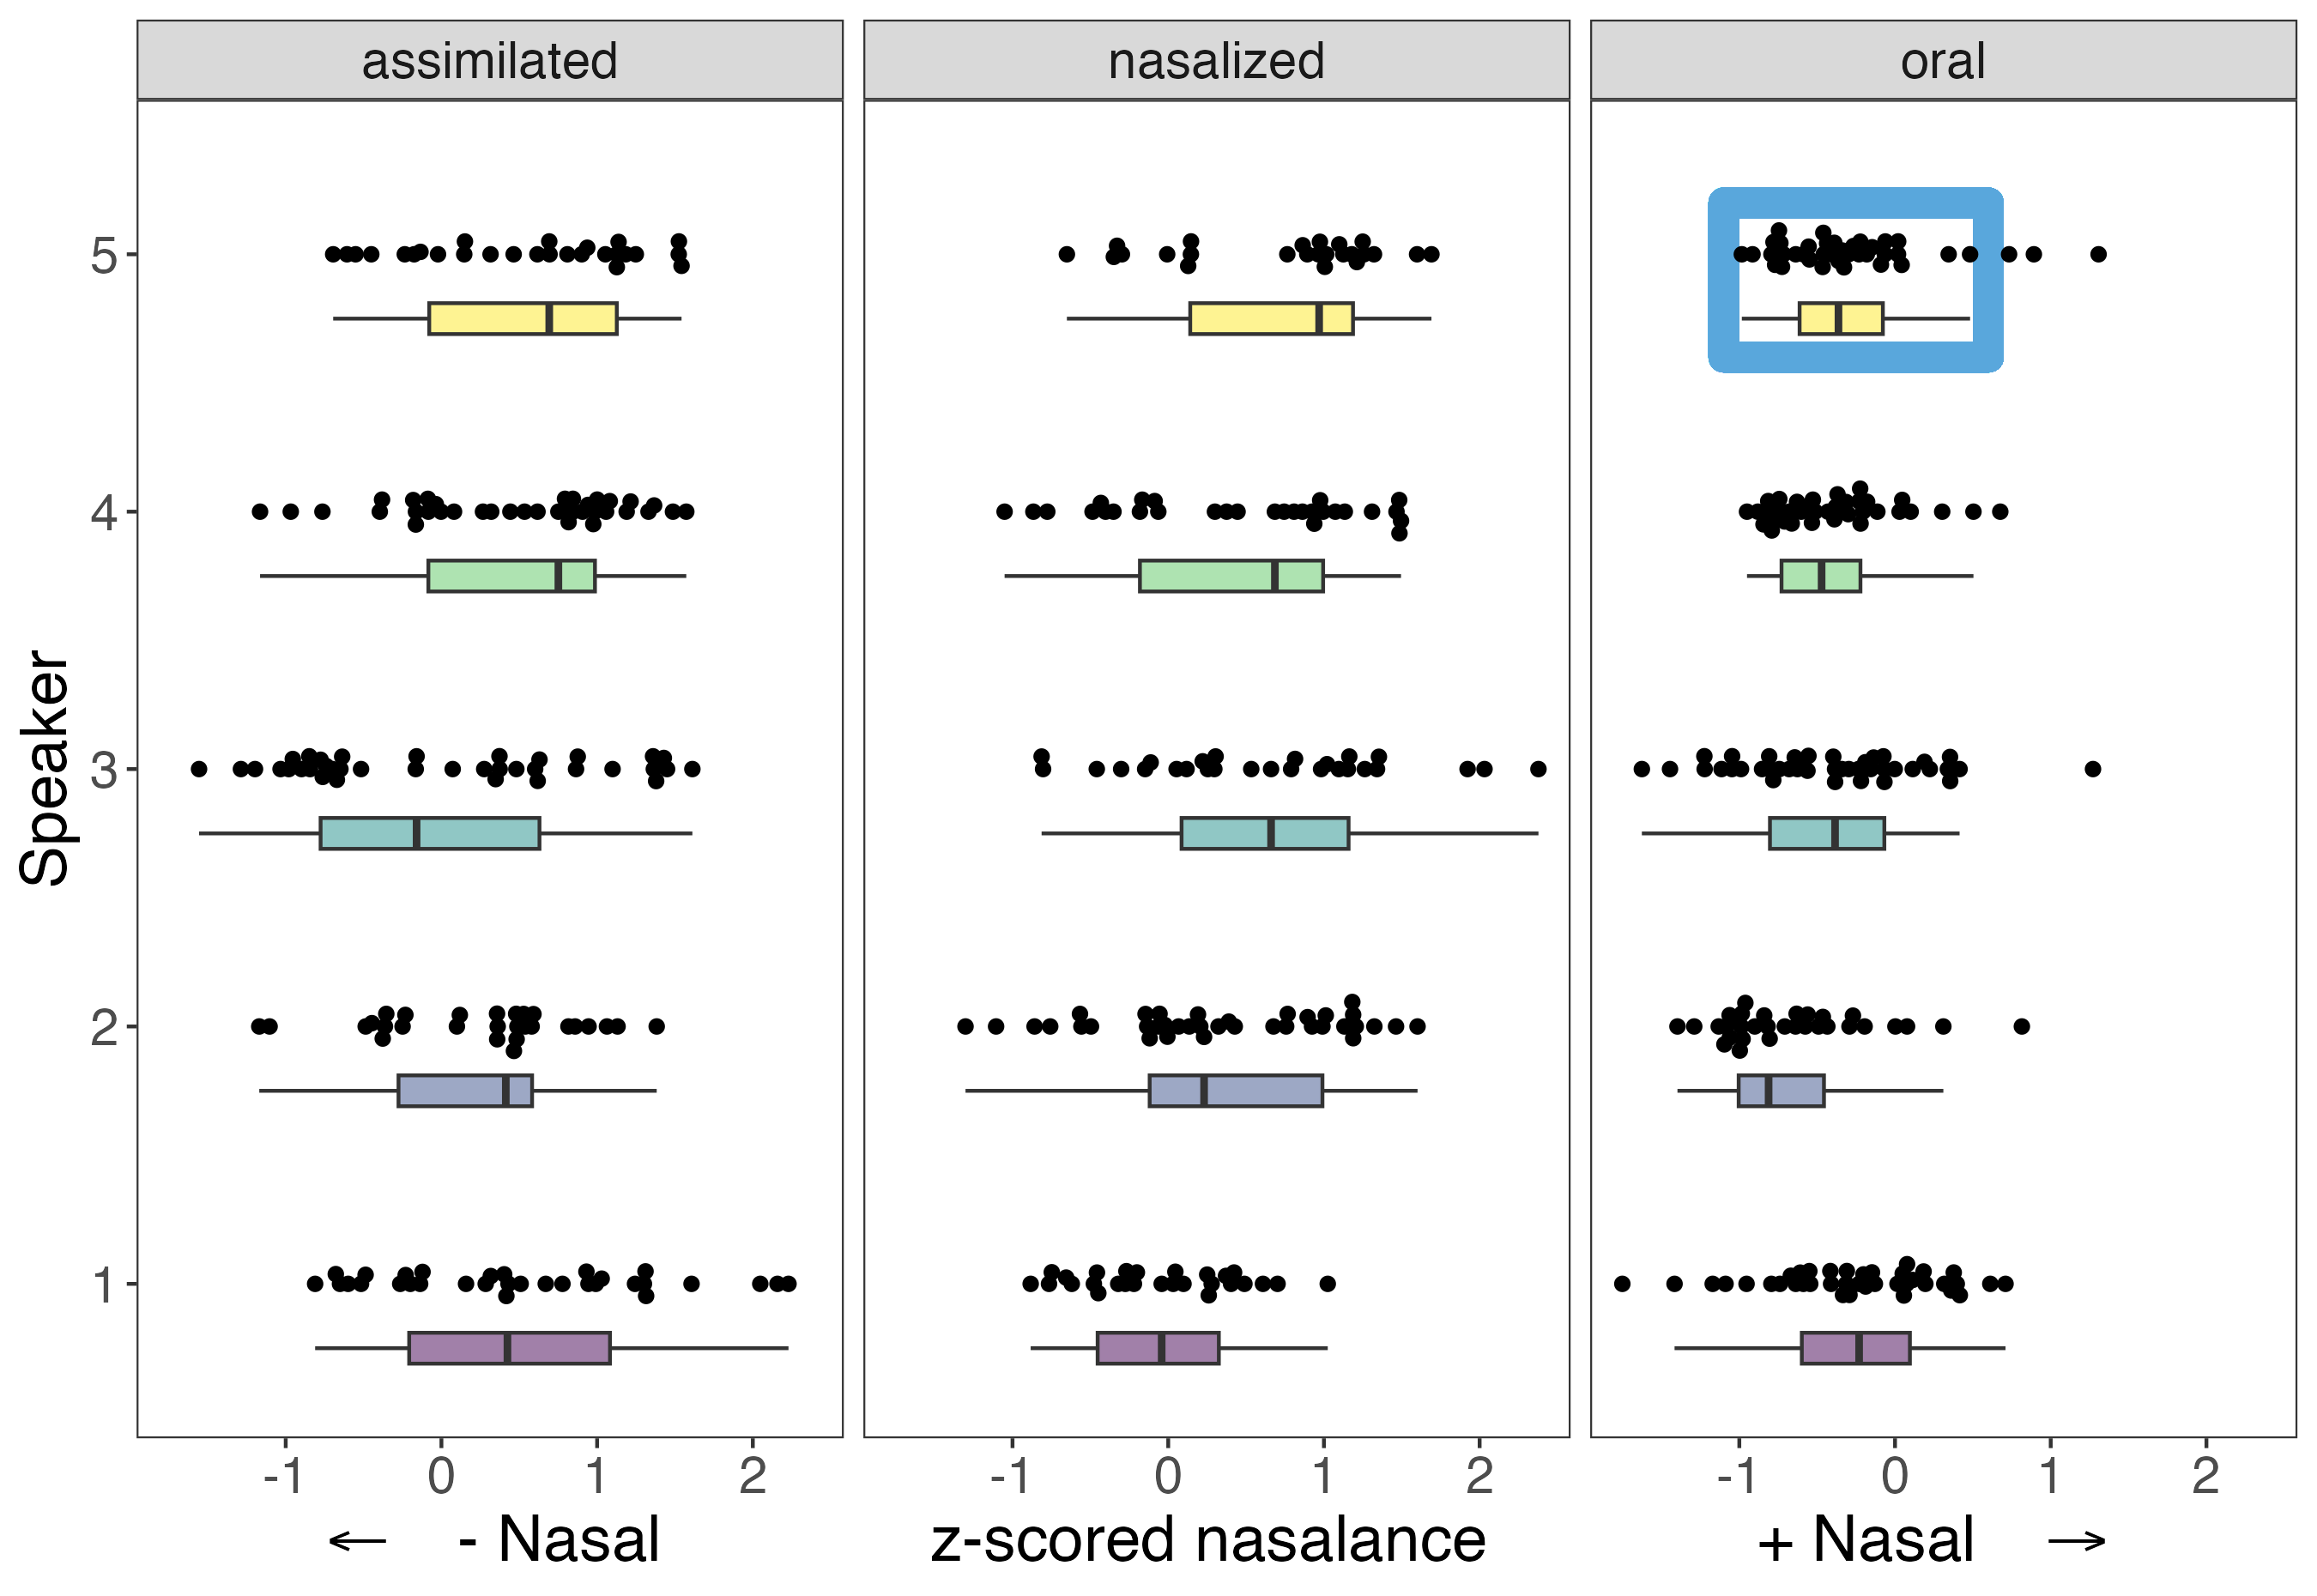 assimilated nasalized oral
5
4
3
2
1
Speaker
-1 0 1 2 -1 0 1 2 -1 0 1 2
← - Nasal z-scored nasalance + Nasal →